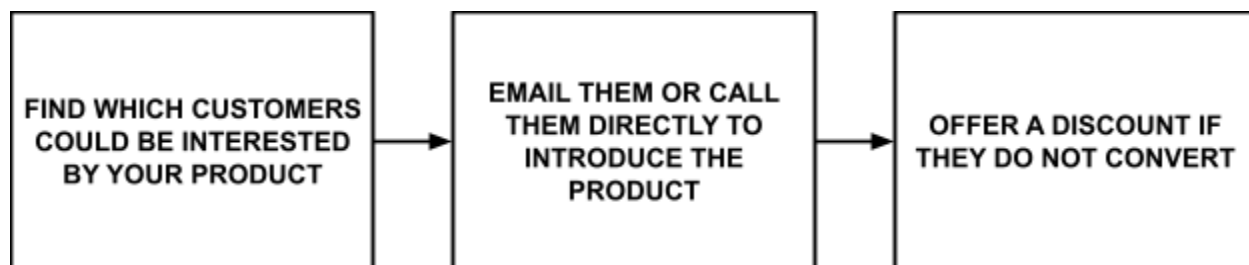 FIND WHICH CUSTOMERS
COULD BE INTERESTED
BY YOUR PRODUCT
EMAIL THEM OR CALL
THEM DIRECTLY TO
INTRODUCE THE
PRODUCT
OFFER A DISCOUNT IF
THEY DO NOT CONVERT